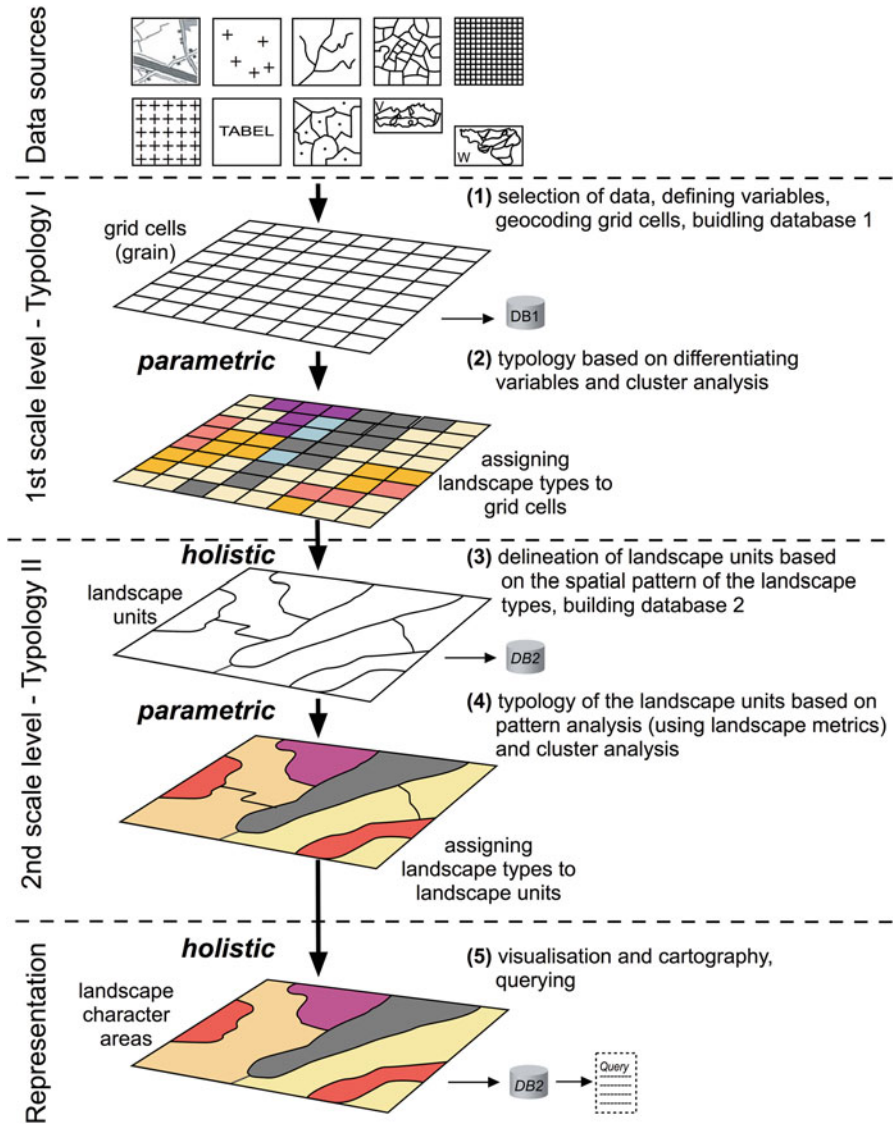 Data sources
TABEL
V
W
1st scale level - Typology I
(1) selection of data, defining variables,
geocoding grid cells, buidling database 1
grid cells
(grain)
DB1
parametric
(2) typology based on differentiating
variables and cluster analysis
assigning
landscape types to
grid cells
2nd scale level - Typology II
holistic
(3) delineation of landscape units based
on the spatial pattern of the landscape
types, building database 2
landscape
units
DB2
parametric
(4) typology of the landscape units based on
pattern analysis (using landscape metrics)
and cluster analysis
assigning
landscape types to
landscape units
Representation
holistic
(5) visualisation and cartography,
querying
landscape
character
areas
DB2
Query